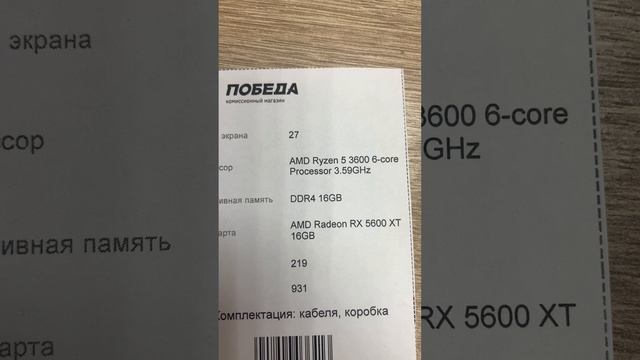 ПОБЕДА
комиссионный магазин
экрана 27
сор AMD Ryzen 5 3600 6-core
Processor 3.59GHz
ивная память DDR4 16GB
арта AMD Radeon RX 5600 XT
16GB
219
931
Комплектация: кабеля, коробка
экрана
ссор
ивная память
арта
3600 6-core
GHz
RX 5600 XT